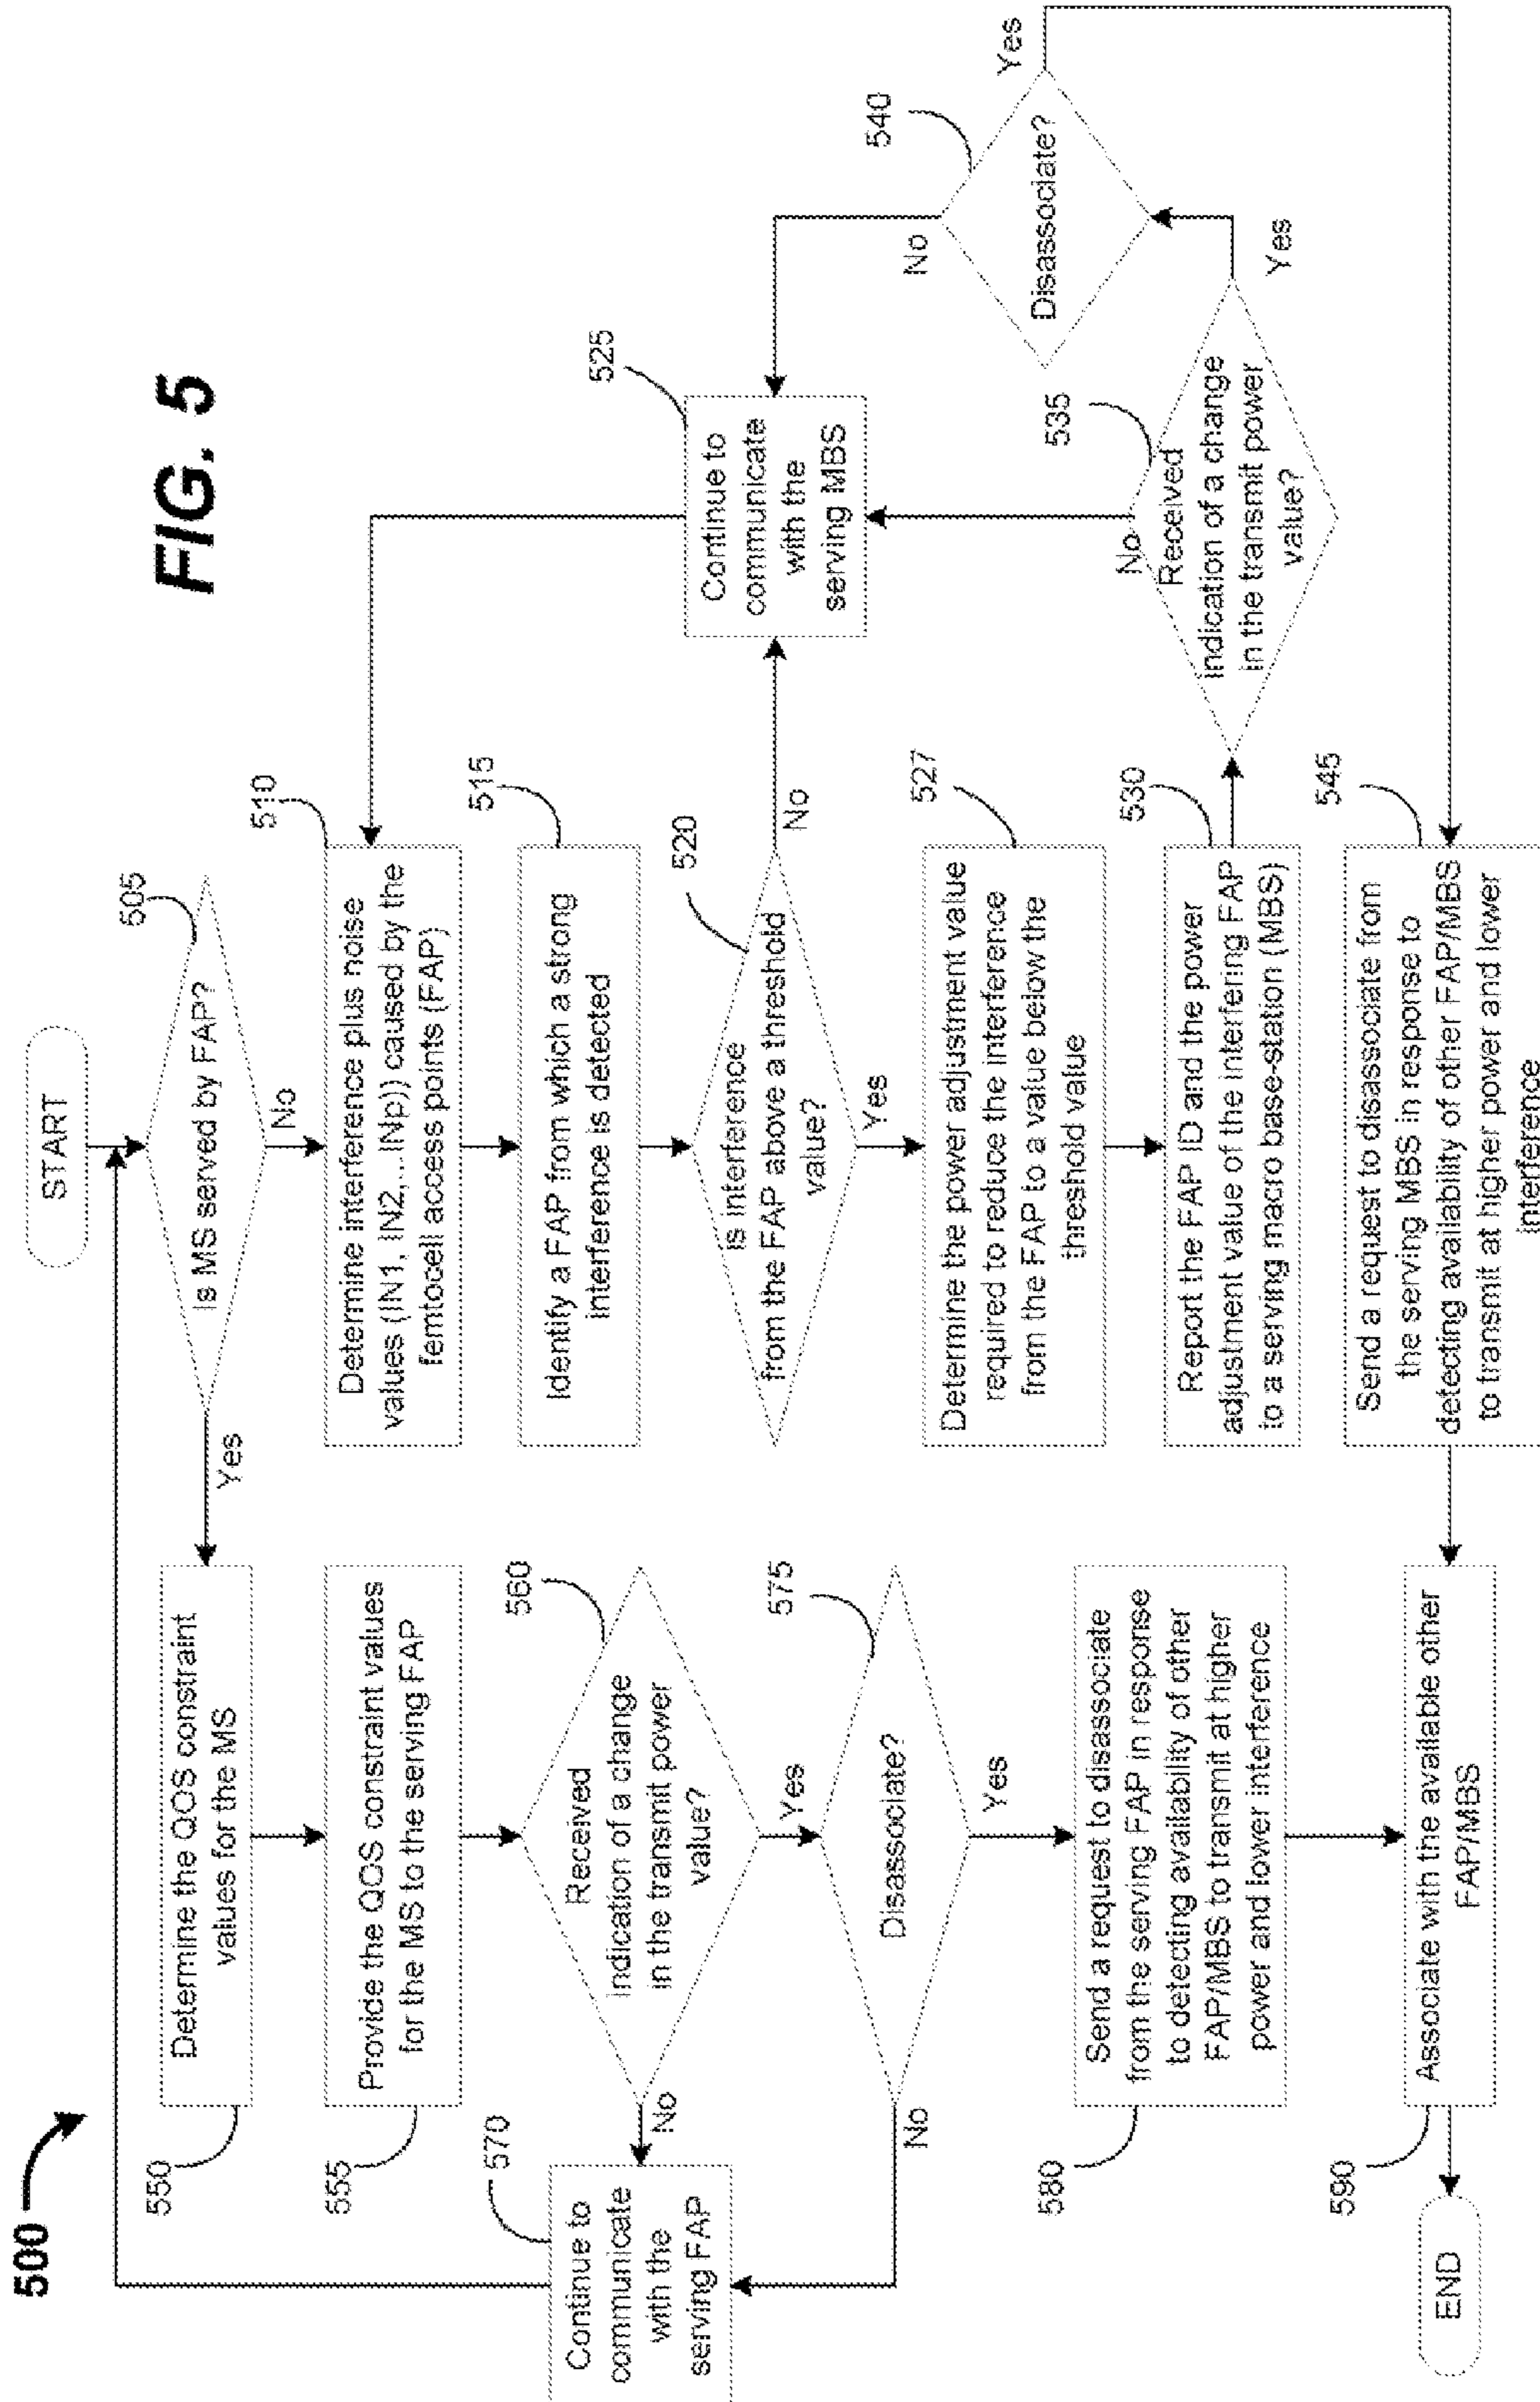 500
FIG. 5
START
Is MS served by FAP?
505
Yes
No
Determine interference plus noise
values (IN1, IN2,...INp)) caused by the
femtocell access points (FAP)
510
Identify a FAP from which a strong
interference is detected
515
Is interference
from the FAP above a threshold
value?
520
No
Yes
Continue to
communicate
with the
serving MBS
525
Determine the power adjustment value
required to reduce the interference
from the FAP to a value below the
threshold value
527
Report the FAP ID and the power
adjustment value of the interfering FAP
to a serving macro base-station (MBS)
530
Received
indication of a change
in the transmit power
value?
535
No
Yes
Disassociate?
540
No
Yes
Send a request to disassociate from
the serving MBS in response to
detecting availability of other FAP/MBS
to transmit at higher power and lower
interference
545
Determine the QOS constraint
values for the MS
550
Provide the QOS constraint values
for the MS to the serving FAP
555
Received
indication of a change
in the transmit power
value?
560
No
Yes
Continue to
communicate
with the
serving FAP
570
Disassociate?
575
No
Yes
Send a request to disassociate
from the serving FAP in response
to detecting availability of other
FAP/MBS to transmit at higher
power and lower interference
580
Associate with the available other
FAP/MBS
590
END